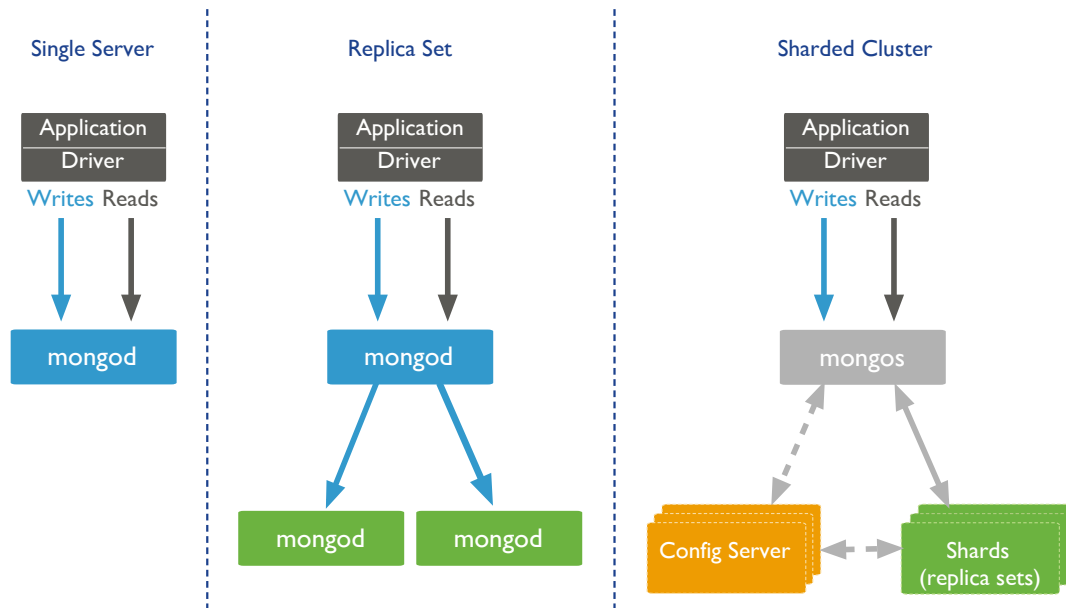 Single Server
Application
Driver
Writes Reads
mongod
Replica Set
Application
Driver
Writes Reads
mongod
mongod
mongod
Sharded Cluster
Application
Driver
Writes Reads
mongos
Config Server
Shards
(replica sets)